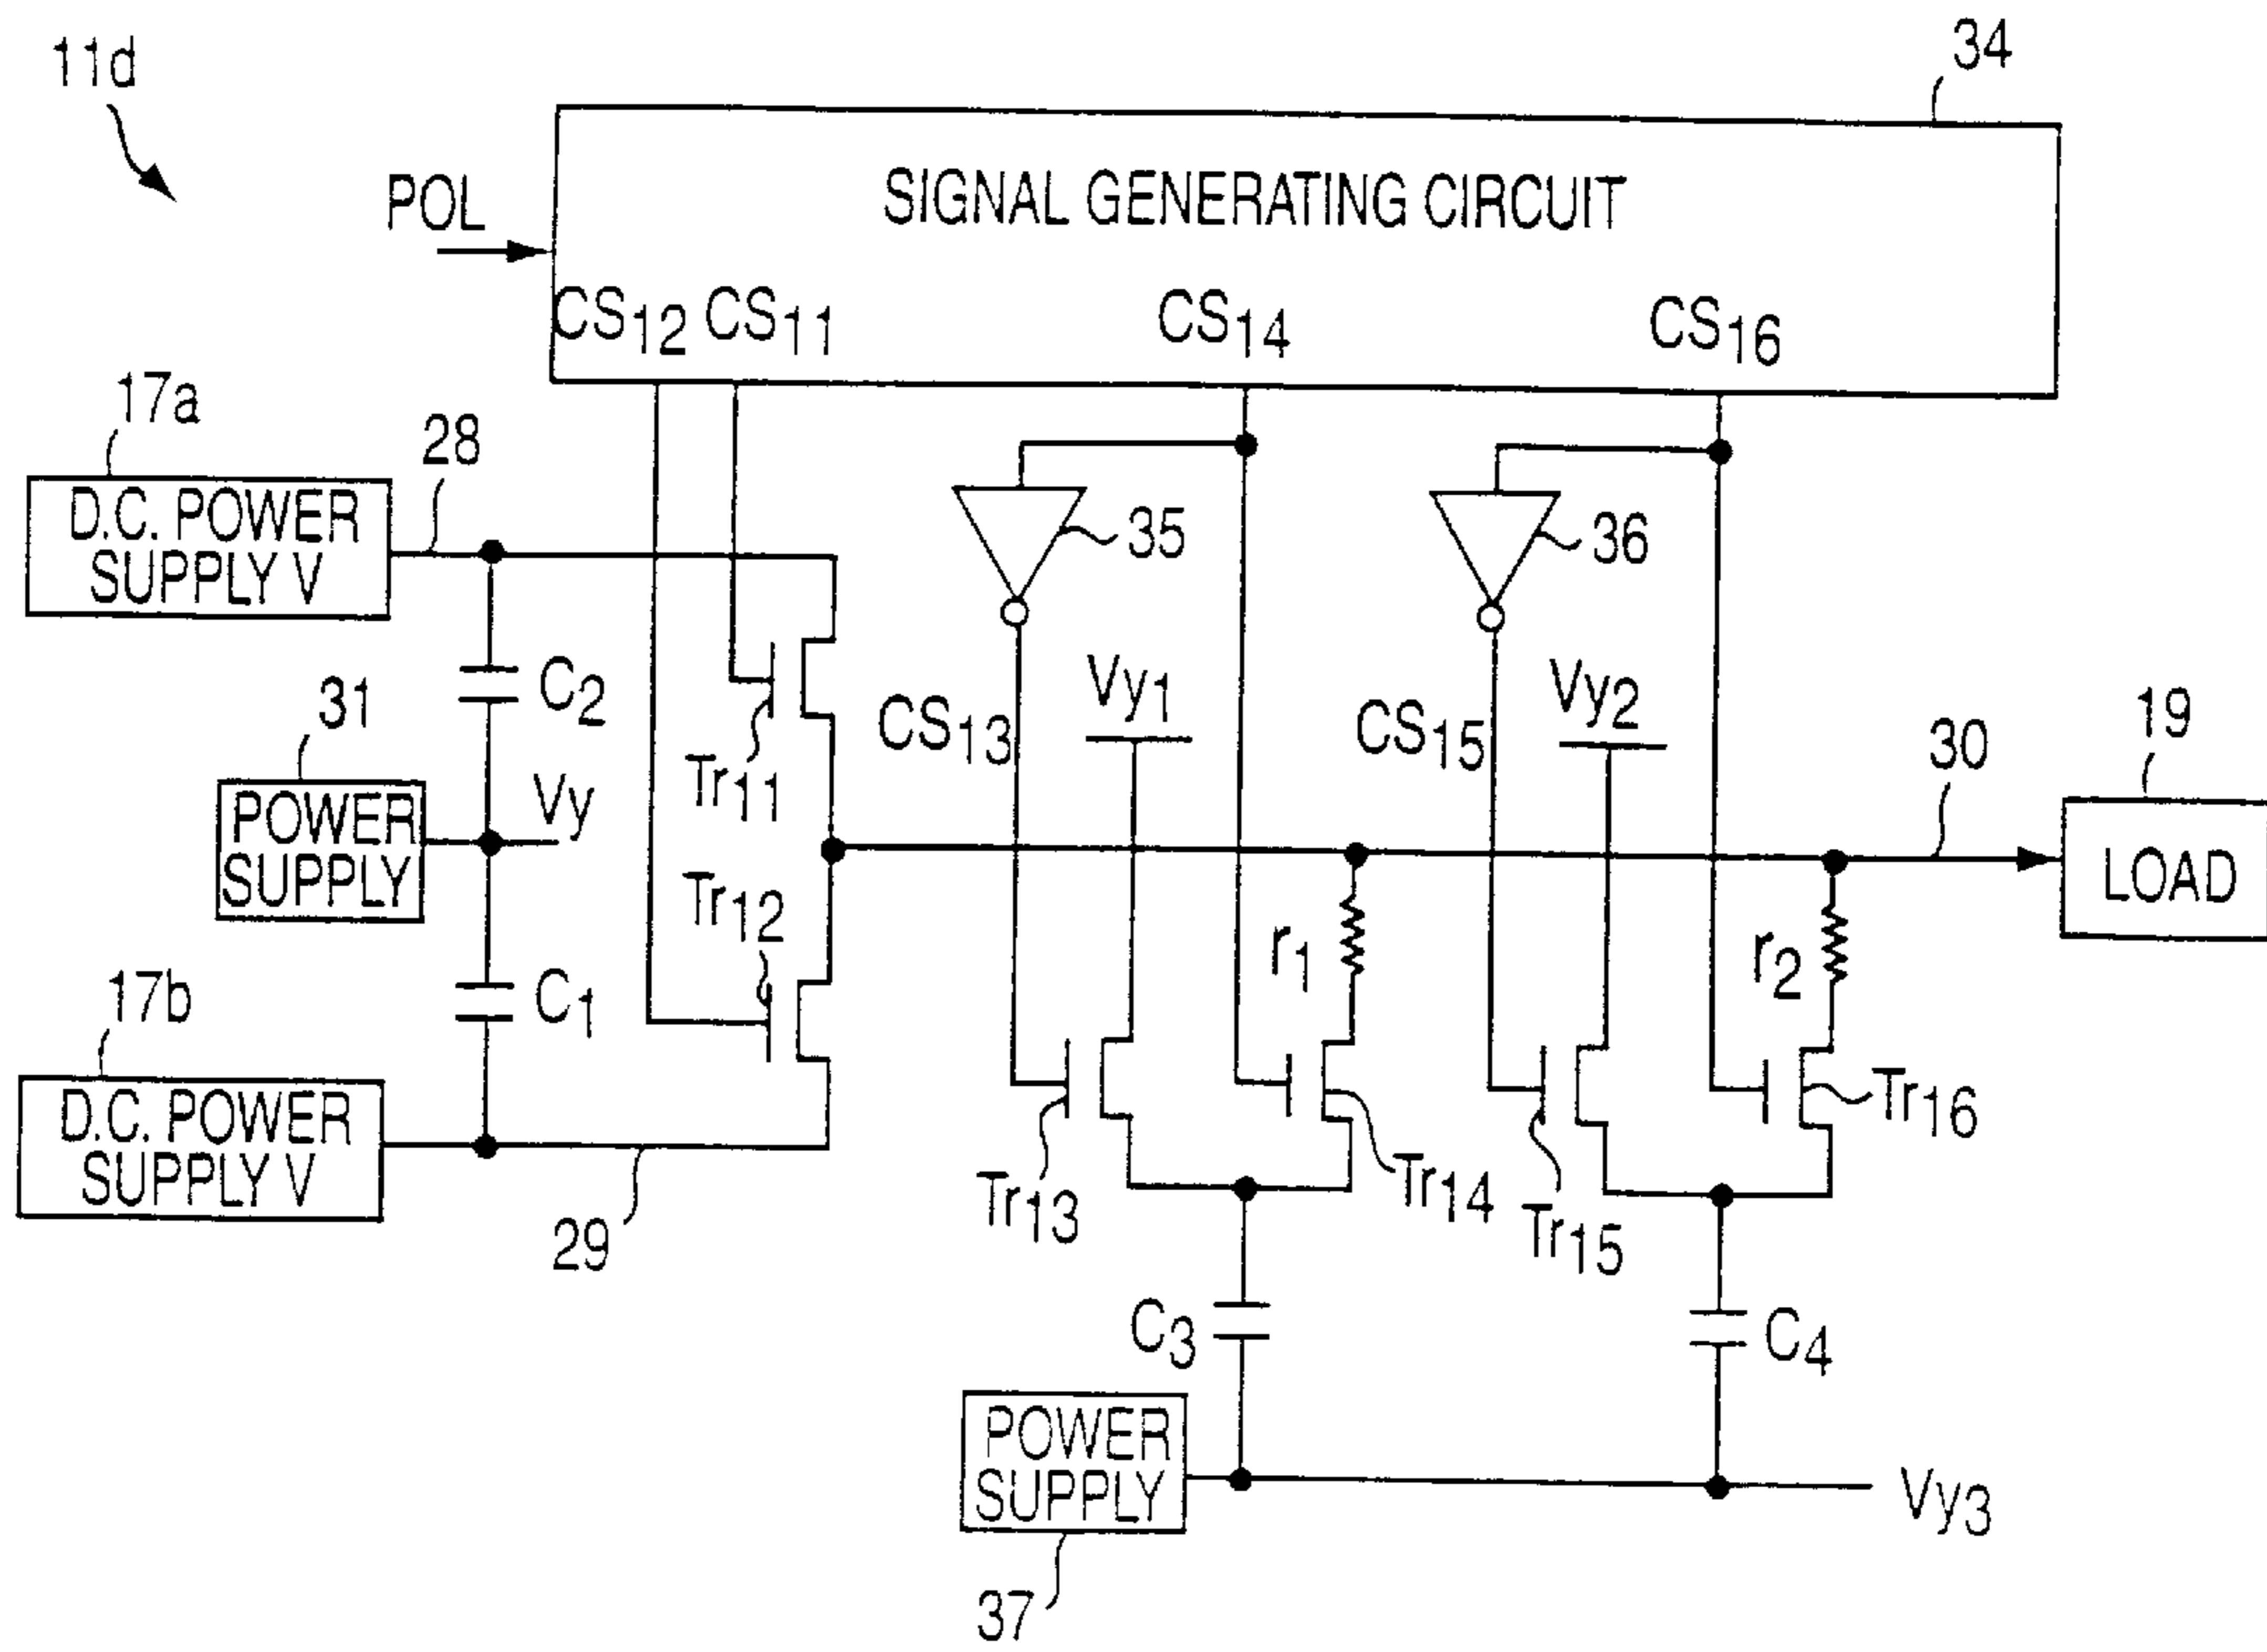 11d
34
POL
SIGNAL GENERATING CIRCUIT
CS12 CS11
CS14
CS16
17a
28
D.C. POWER
SUPPLY V
35
36
C2
31
Tr11
CS13
Vy1
CS15
Vy2
19
30
POWER
SUPPLY
Vy
Tr12
r1
r2
LOAD
17b
C1
D.C. POWER
SUPPLY V
29
Tr13
Tr14
Tr15
Tr16
C3
C4
POWER
SUPPLY
Vy3
37